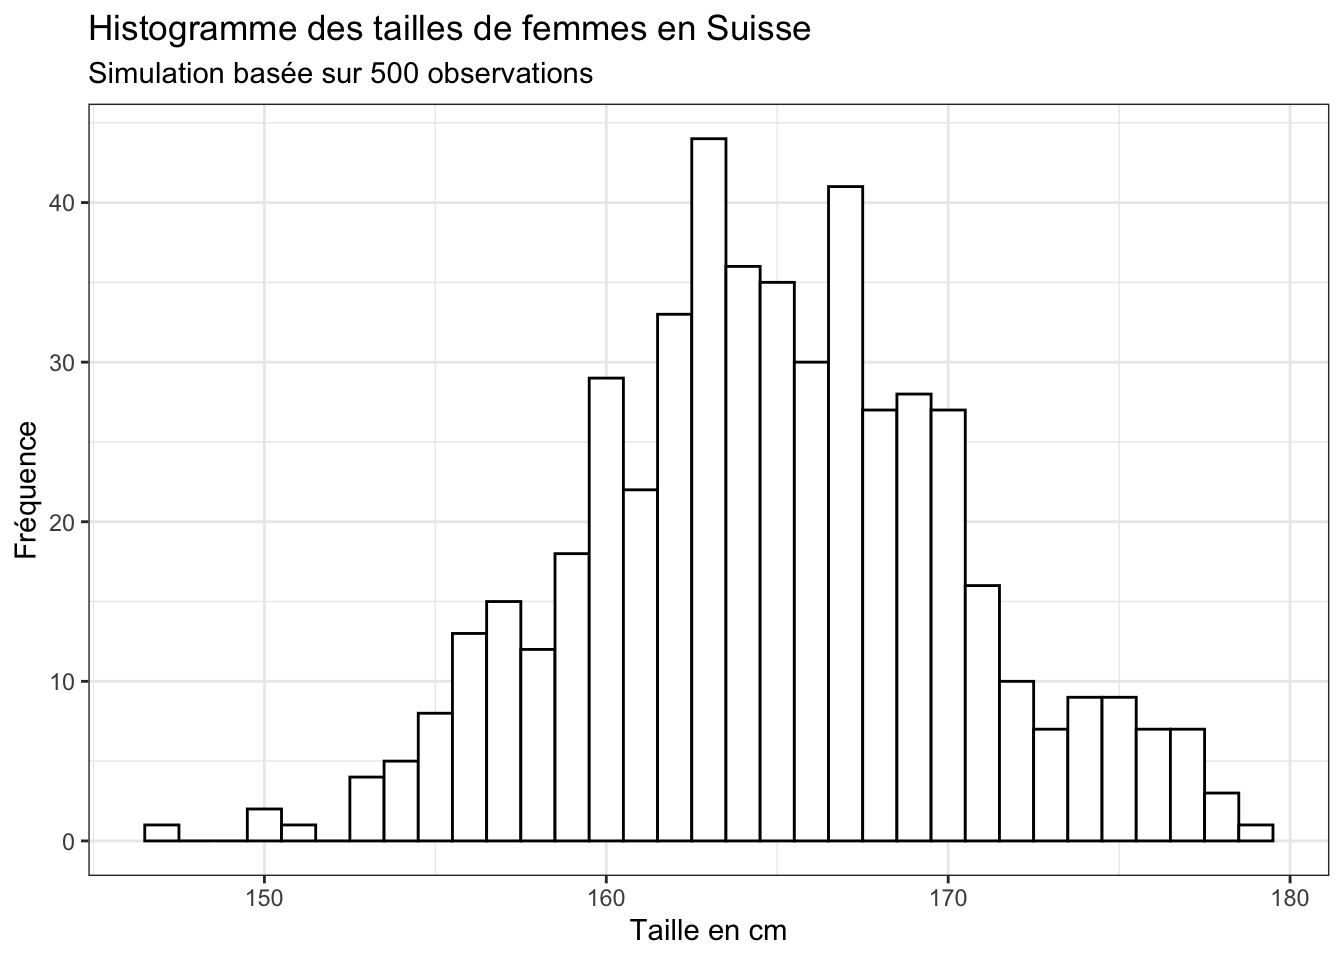 Histogramme des tailles de femmes en Suisse
Simulation basée sur 500 observations
Fréquence
40
30
20
10
0
150 160 170 180
Taille en cm